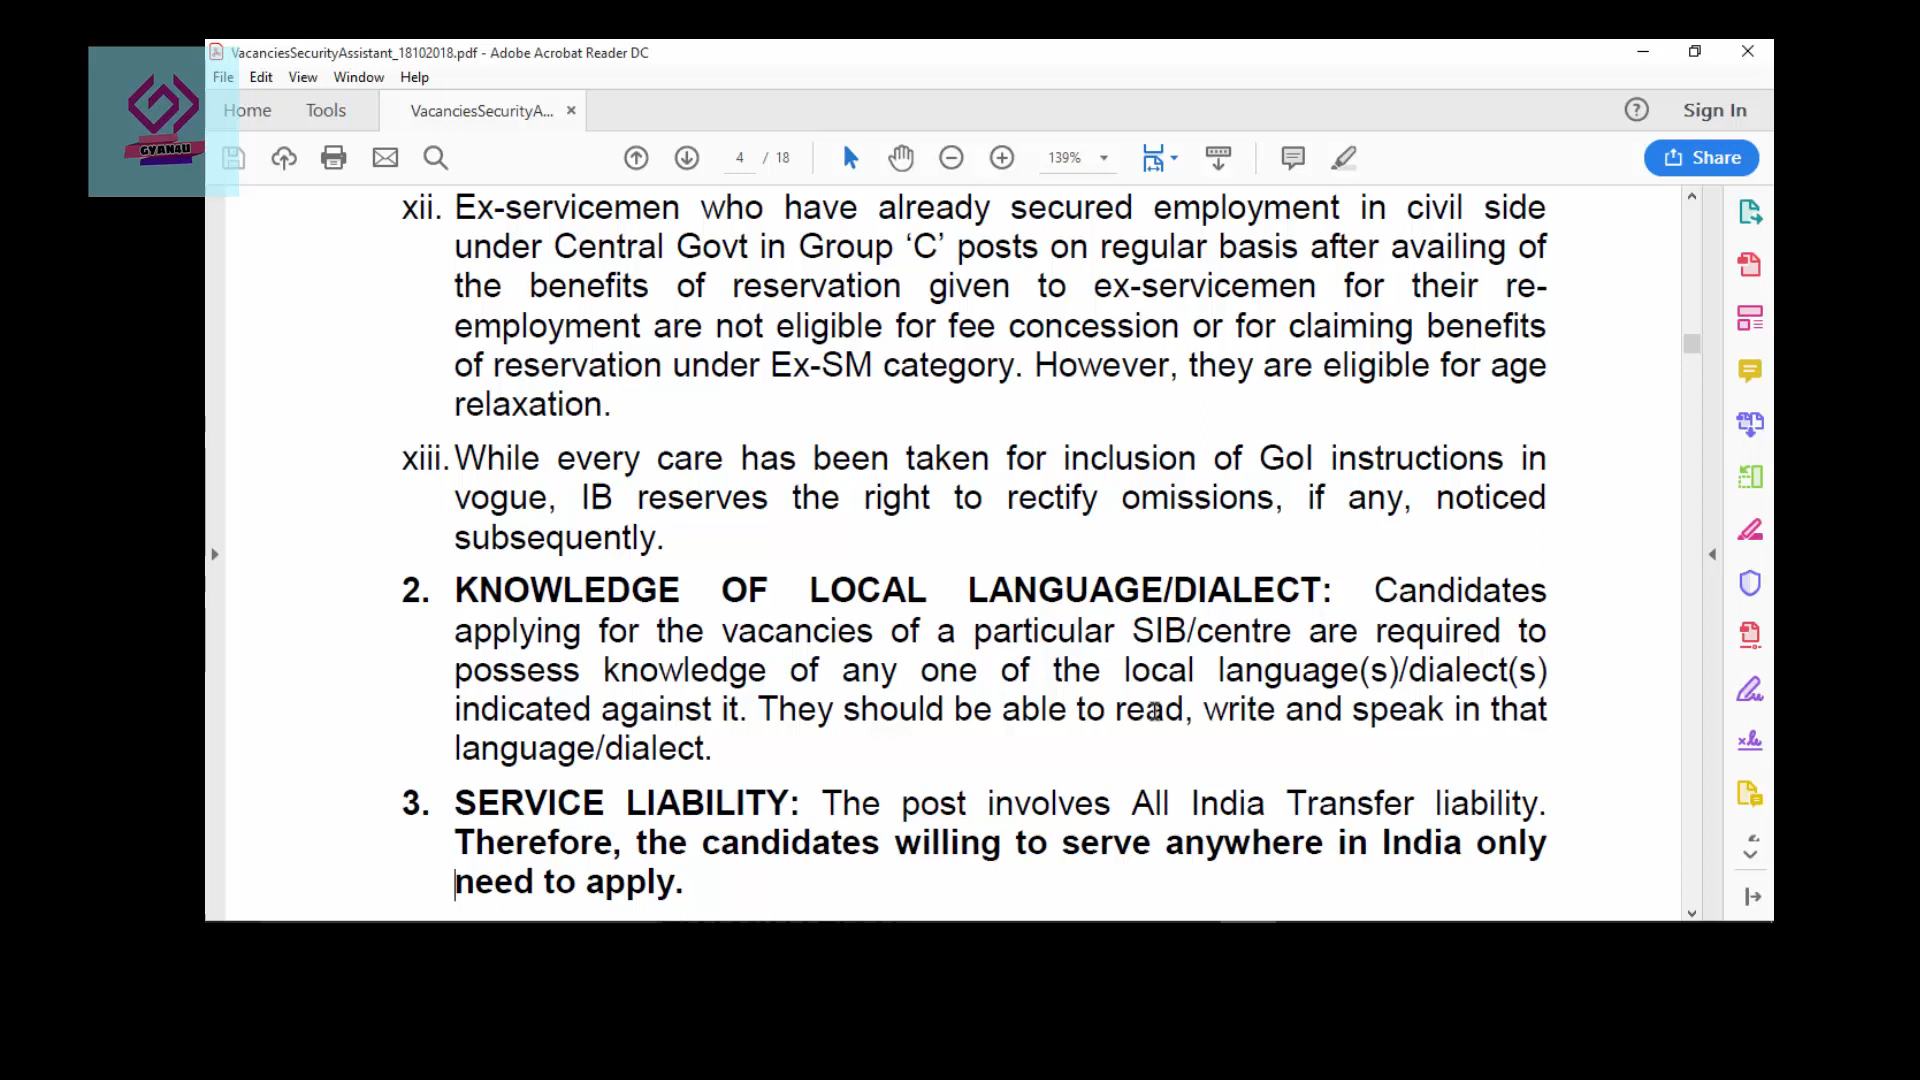 VacanciesSecurityAssistant_18102018.pdf - Adobe Acrobat Reader DC
File Edit View Window Help
Home Tools VacanciesSecurityA... Sign In
GYAN4U
4 / 18 139% Share
xii. Ex-servicemen who have already secured employment in civil side
under Central Govt in Group ‘C’ posts on regular basis after availing of
the benefits of reservation given to ex-servicemen for their re-
employment are not eligible for fee concession or for claiming benefits
of reservation under Ex-SM category. However, they are eligible for age
relaxation.
xiii. While every care has been taken for inclusion of GoI instructions in
vogue, IB reserves the right to rectify omissions, if any, noticed
subsequently.
2. KNOWLEDGE OF LOCAL LANGUAGE/DIALECT: Candidates
applying for the vacancies of a particular SIB/centre are required to
possess knowledge of any one of the local language(s)/dialect(s)
indicated against it. They should be able to read, write and speak in that
language/dialect.
3. SERVICE LIABILITY: The post involves All India Transfer liability.
Therefore, the candidates willing to serve anywhere in India only
need to apply.